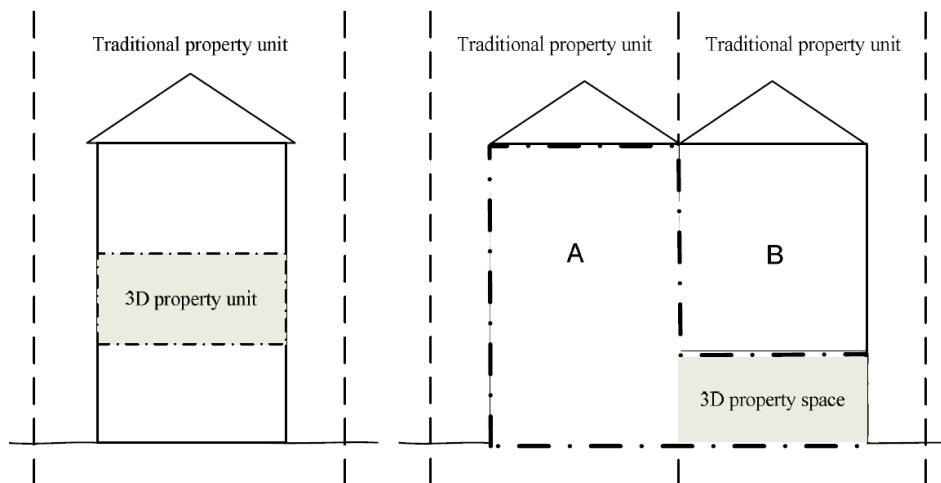 Traditional property unit
3D property unit
Traditional property unit
Traditional property unit
A
B
3D property space